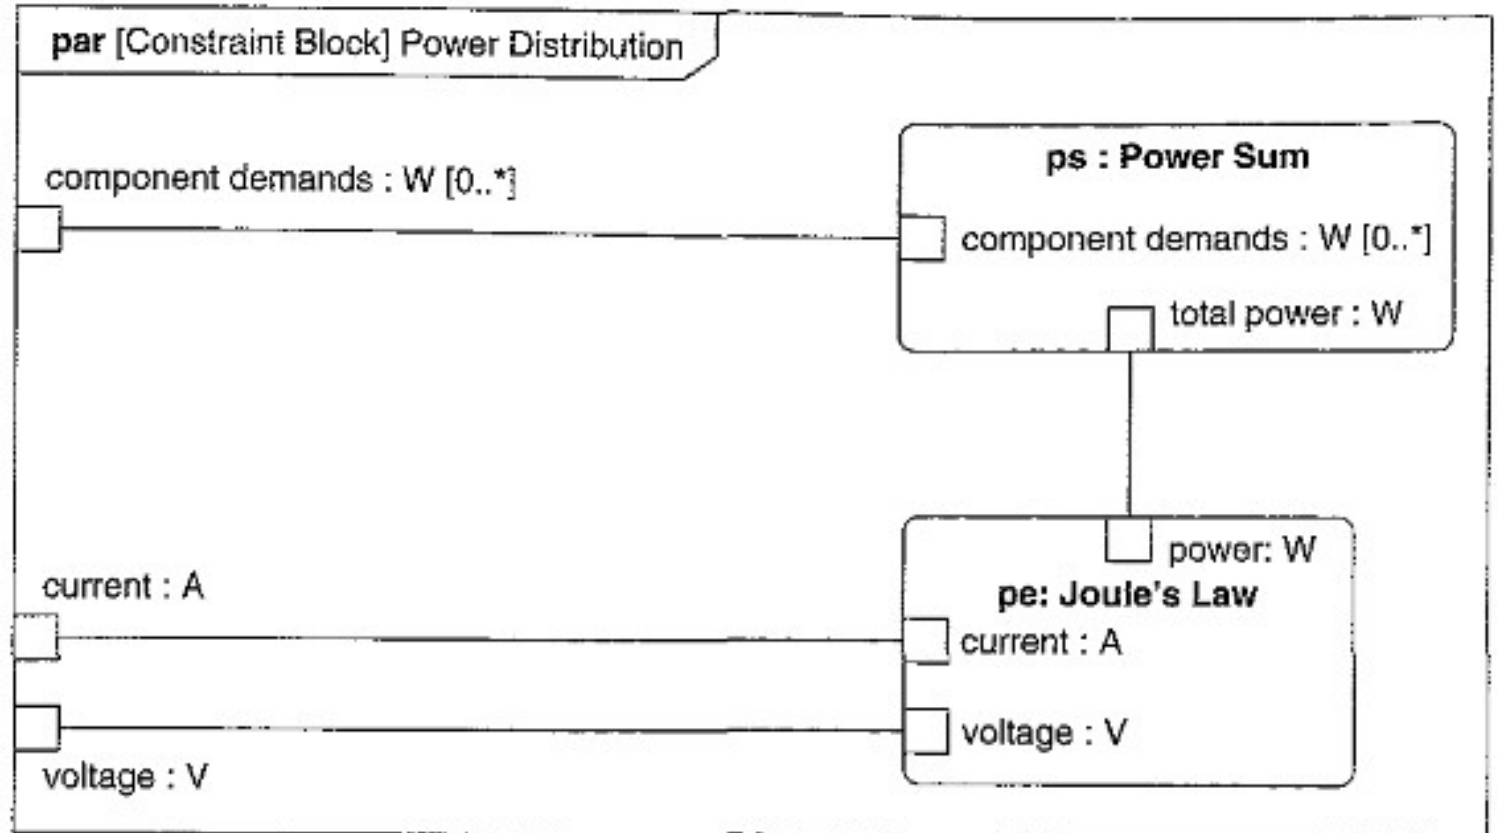 par [Constraint Block] Power Distribution
component demands : W [0..*]
ps : Power Sum
component demands : W [0..*]
total power : W
power: W
pe: Joule's Law
current : A
current : A
voltage : V
voltage : V